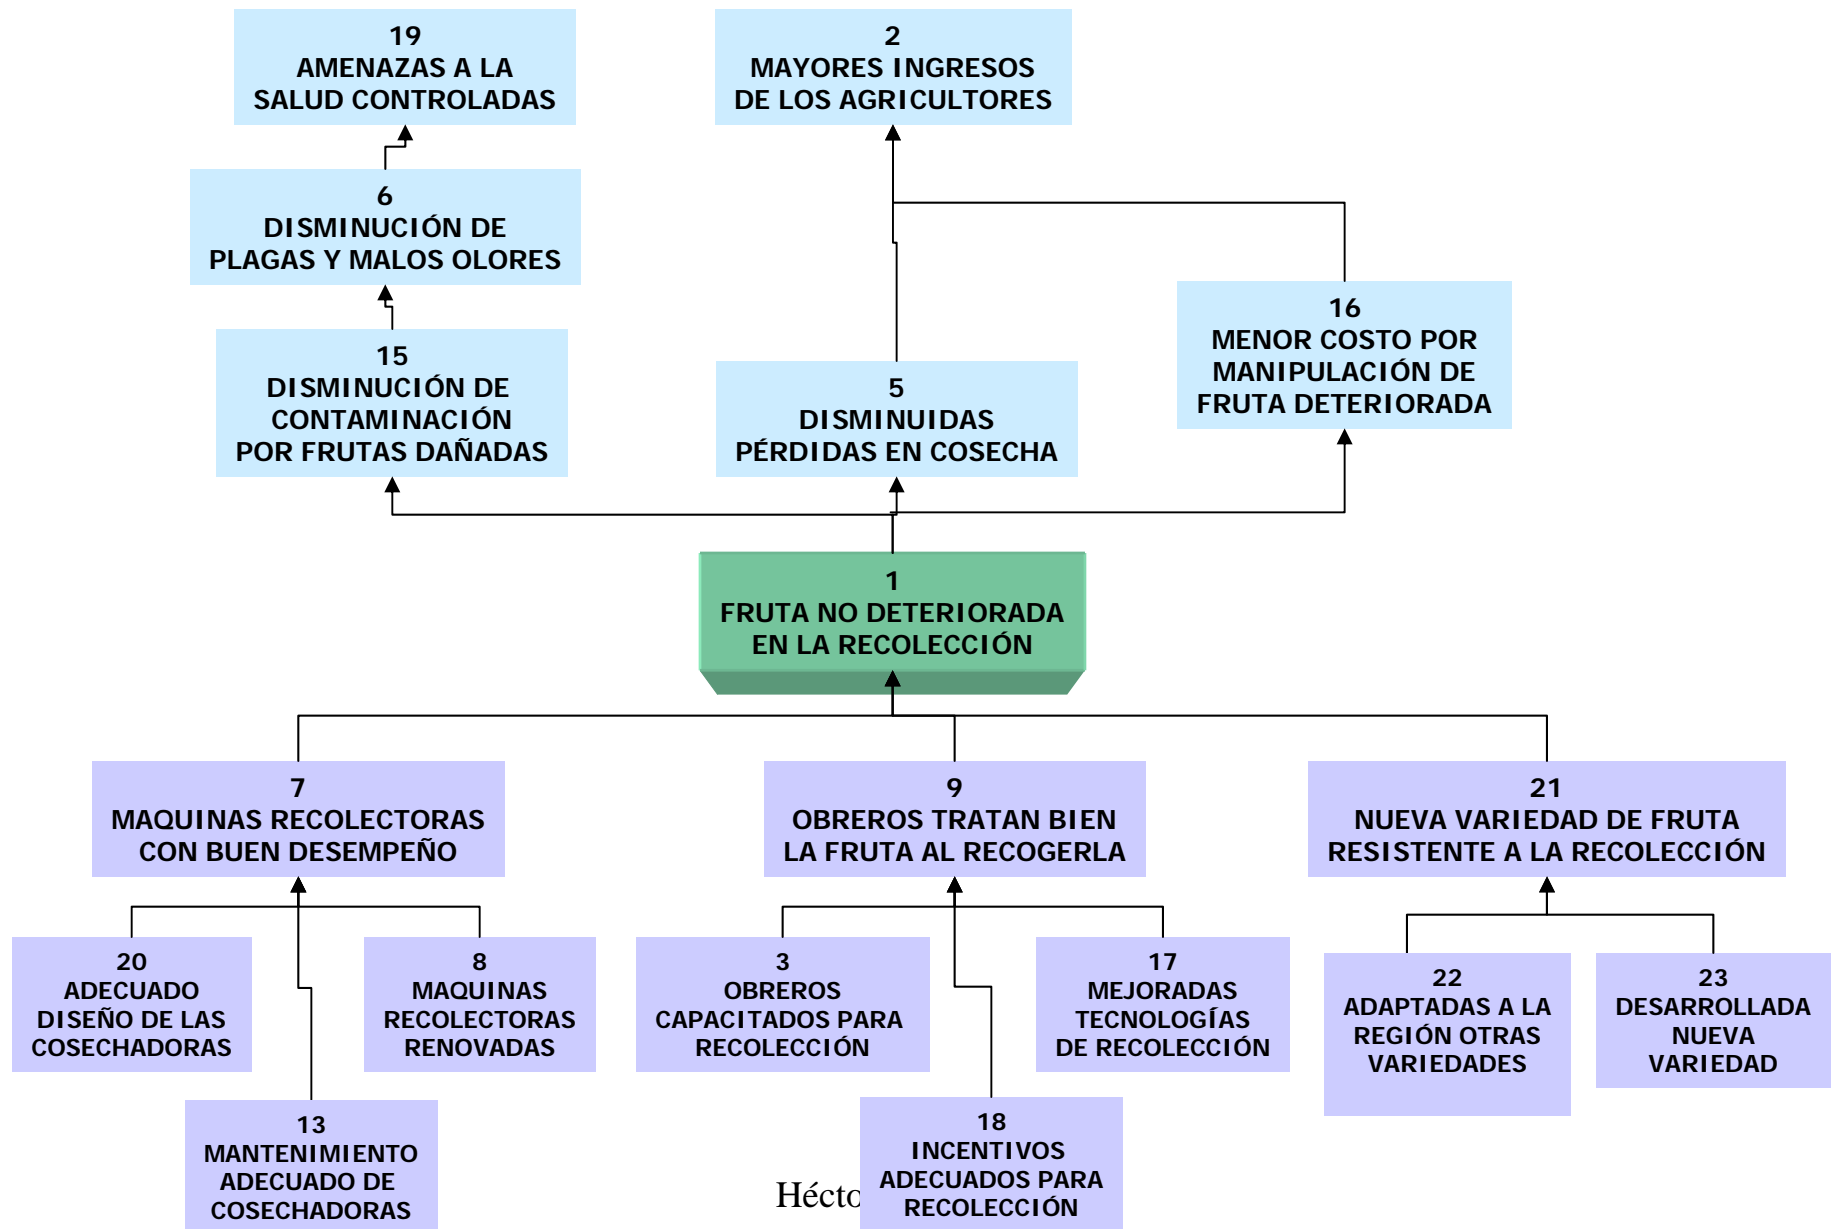 19
AMENAZAS A LA
SALUD CONTROLADAS
2
MAYORES INGRESOS
DE LOS AGRICULTORES
6
DISMINUCIÓN DE
PLAGAS Y MALOS OLORES
16
MENOR COSTO POR
MANIPULACIÓN DE
FRUTA DETERIORADA
15
DISMINUCIÓN DE
CONTAMINACIÓN
POR FRUTAS DAÑADAS
5
DISMINUIDAS
PÉRDIDAS EN COSECHA
1
FRUTA NO DETERIORADA
EN LA RECOLECCIÓN
7
MAQUINAS RECOLECTORAS
CON BUEN DESEMPEÑO
9
OBREROS TRATAN BIEN
LA FRUTA AL RECOGERLA
21
NUEVA VARIEDAD DE FRUTA
RESISTENTE A LA RECOLECCIÓN
20
ADECUADO
DISEÑO DE LAS
COSECHADORAS
8
MAQUINAS
RECOLECTORAS
RENOVADAS
3
OBREROS
CAPACITADOS PARA
RECOLECCIÓN
17
MEJORADAS
TECNOLOGÍAS
DE RECOLECCIÓN
22
ADAPTADAS A LA
REGIÓN OTRAS
VARIEDADES
23
DESARROLLADA
NUEVA
VARIEDAD
13
MANTENIMIENTO
ADECUADO DE
COSECHADORAS
18
INCENTIVOS
ADECUADOS PARA
RECOLECCIÓN
Hécto